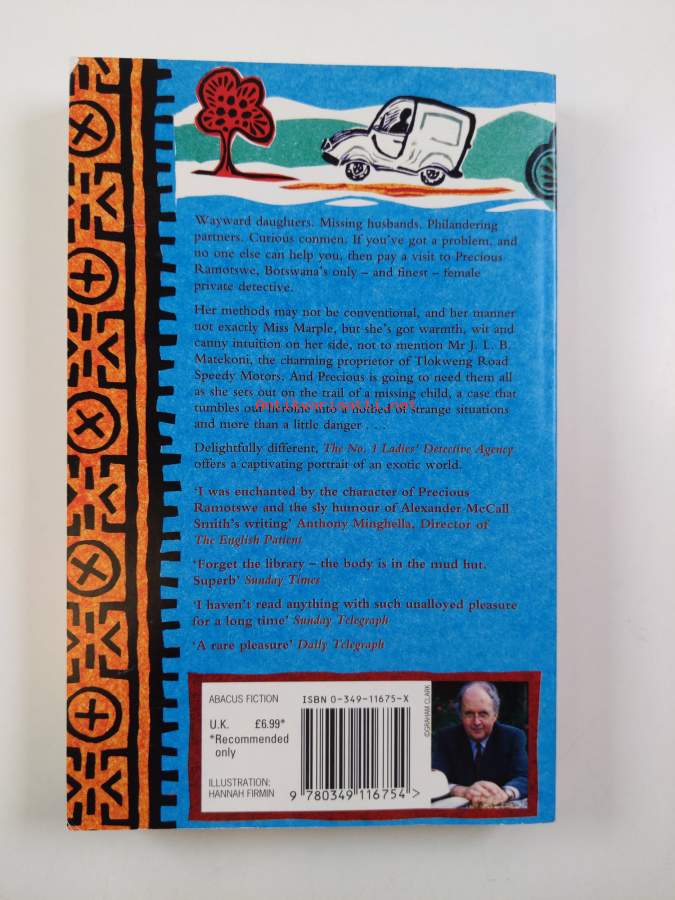 Wayward daughters. Missing husbands. Philandering
partners. Curious conmen. If you've got a problem, and
no one else can help you, then pay a visit to Precious
Ramotswe, Botswana's only – and finest – female
private detective.
Her methods may not be conventional, and her manner
not exactly Miss Marple, but she's got warmth, wit and
canny intuition on her side, not to mention Mr J. L. B.
Matekoni, the charming proprietor of Tlokweng Road
Speedy Motors. And Precious is going to need them all
as she sets out on the trail of a missing child, a case that
tumbles our heroine into a hotbed of strange situations
and more than a little danger . . .
Delightfully different, The No. 1 Ladies' Detective Agency
offers a captivating portrait of an exotic world.
'I was enchanted by the character of Precious
Ramotswe and the sly humour of Alexander McCall
Smith's writing' Anthony Minghella, Director of
The English Patient
'Forget the library – the body is in the mud hut.
Superb' Sunday Times
'I haven't read anything with such unalloyed pleasure
for a long time' Sunday Telegraph
'A rare pleasure' Daily Telegraph
ABACUS FICTION
U.K. £6.99*
*Recommended
only
ILLUSTRATION:
HANNAH FIRMIN
ISBN 0-349-11675-X
9 780349 116754 >
©GRAHAM CLARK